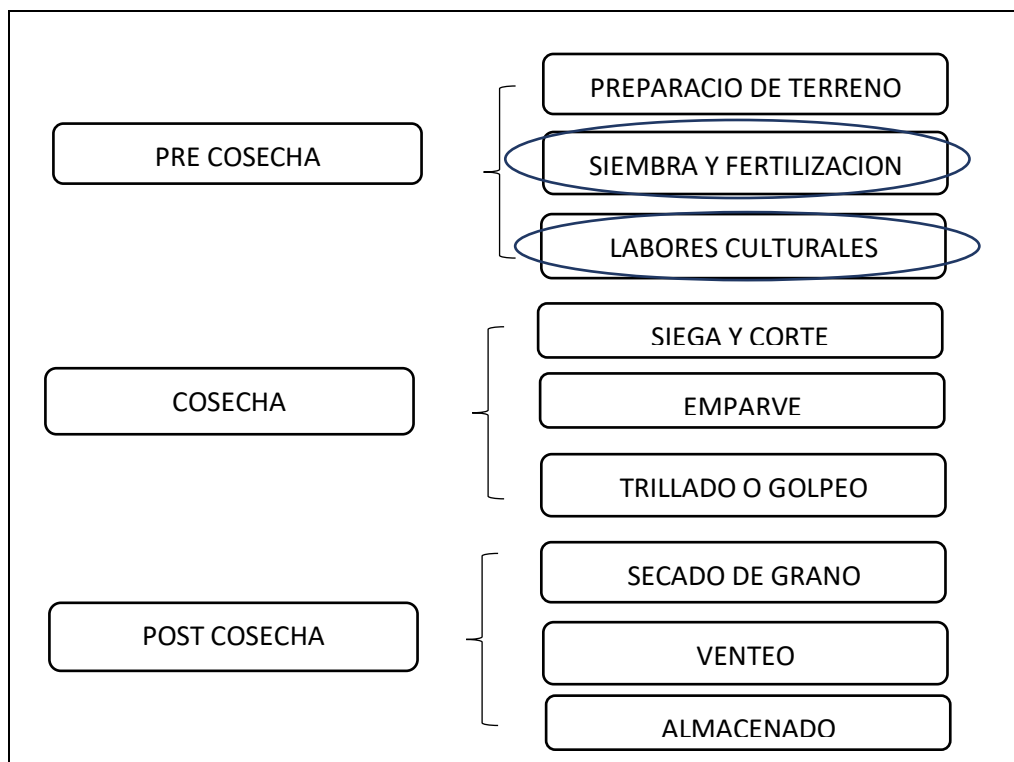 PRE COSECHA
PREPARACIO DE TERRENO
SIEMBRA Y FERTILIZACION
LABORES CULTURALES
COSECHA
SIEGA Y CORTE
EMPARVE
TRILLADO O GOLPEO
POST COSECHA
SECADO DE GRANO
VENTEO
ALMACENADO